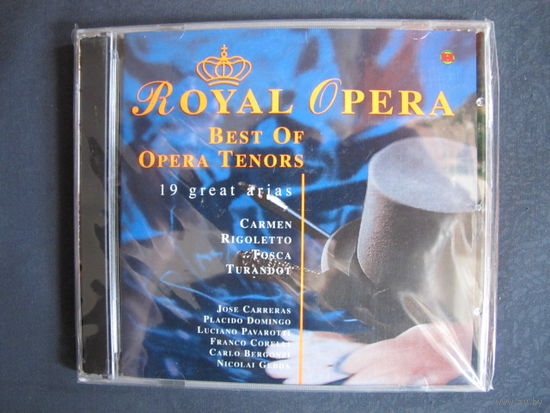 ROYAL OPERA
BEST OF
OPERA TENORS
19 great arias
CARMEN
RIGOLETTO
TOSCA
TURANDOT
JOSE CARRERAS
PLACIDO DOMINGO
LUCIANO PAVAROTTI
FRANCO CORELLI
CARLO BERGONZI
NICOLAI GEDDA